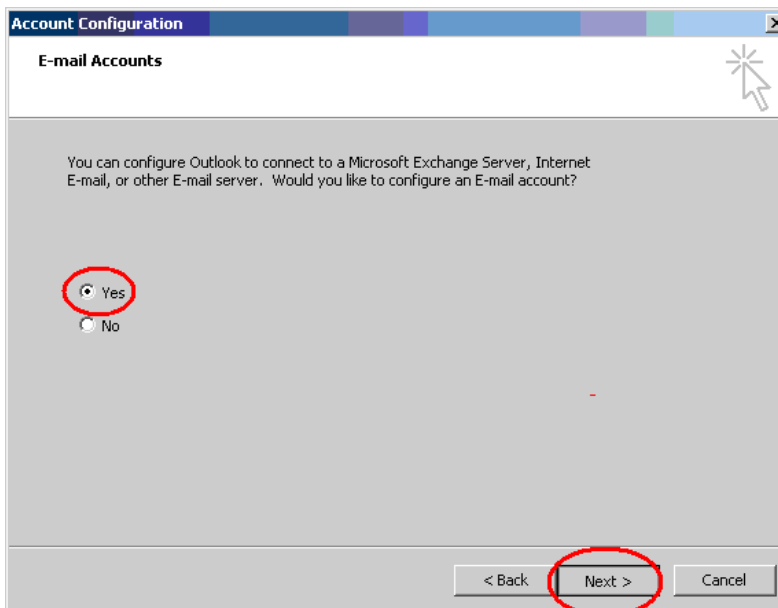 Account Configuration
E-mail Accounts
You can configure Outlook to connect to a Microsoft Exchange Server, Internet
E-mail, or other E-mail server.  Would you like to configure an E-mail account?
Yes
No
< Back
Next >
Cancel